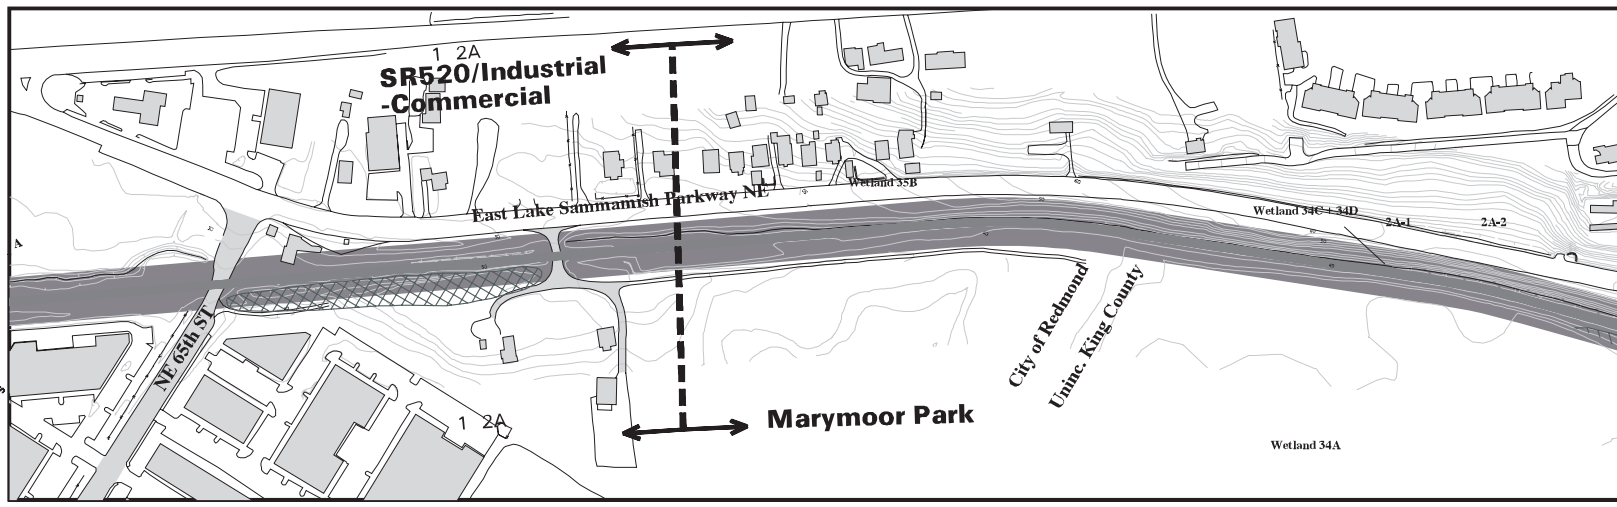 1 2A
SR520/Industrial
-Commercial
East Lake Sammamish Parkway NE
Wetland 35B
Wetland 34C + 34D
2A-1
2A-2
A
NE 65th ST
City of Redmond
Uninc. King County
1 2A
Marymoor Park
Wetland 34A